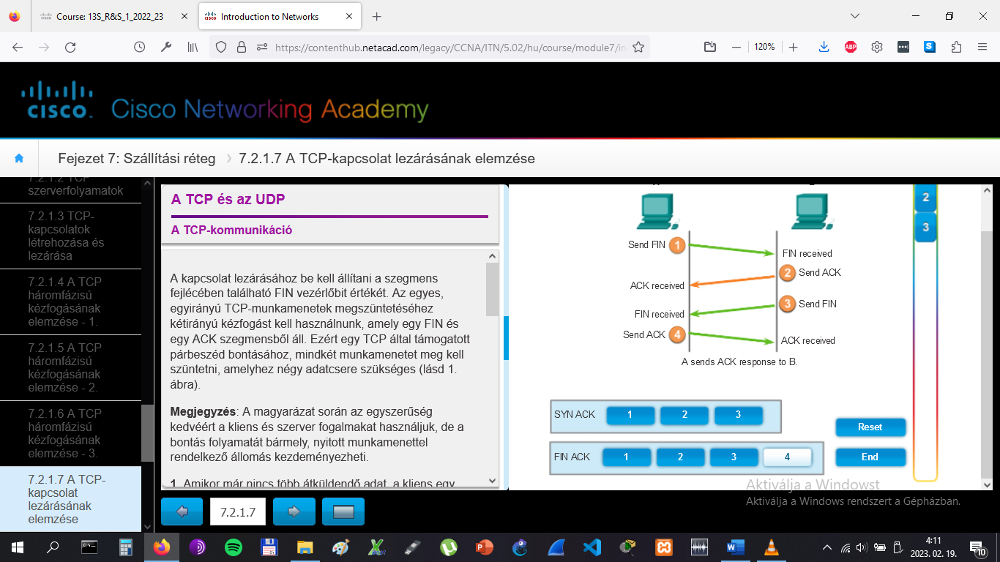 Course: 13S_R&S_1_2022_23
Introduction to Networks
https://contenthub.netacad.com/legacy/CCNA/ITN/5.02/hu/course/module7/in
120%
ABP
S
CISCO Cisco Networking Academy
Fejezet 7: Szállítási réteg
7.2.1.7 A TCP-kapcsolat lezárásának elemzése
7.2.1.2 TCP
szerverfolyamatok
7.2.1.3 TCP-
kapcsolatok
létrehozása és
lezárása
7.2.1.4 A TCP
háromfázisú
kézfogásának
elemzése - 1.
7.2.1.5 A TCP
háromfázisú
kézfogásának
elemzése - 2.
7.2.1.6 A TCP
háromfázisú
kézfogásának
elemzése - 3.
7.2.1.7 A TCP-
kapcsolat
lezárásának
elemzése
A TCP és az UDP
A TCP-kommunikáció
A kapcsolat lezárásához be kell állítani a szegmens
fejlécében található FIN vezérlőbit értékét. Az egyes,
egyirányú TCP-munkamenetek megszüntetéséhez
kétirányú kézfogást kell használnunk, amely egy FIN és
egy ACK szegmensből áll. Ezért egy TCP által támogatott
párbeszéd bontásához, mindkét munkamenetet meg kell
szüntetni, amelyhez négy adatcsere szükséges (lásd 1.
ábra).
Megjegyzés: A magyarázat során az egyszerűség
kedvéért a kliens és szerver fogalmakat használjuk, de a
bontás folyamatát bármely, nyitott munkamenettel
rendelkező állomás kezdeményezheti.
1. Amikor már nincs több átküldendő adat, a kliens egy
7.2.1.7
Send FIN 1
FIN received
2 Send ACK
ACK received
3 Send FIN
FIN received
Send ACK 4
ACK received
A sends ACK response to B.
SYN ACK 1 2 3
FIN ACK 1 2 3 4
Reset
End
2
3
Aktiválja a Windowst
Aktiválja a Windows rendszert a Gépházban.
4:11
2023. 02. 19.
10